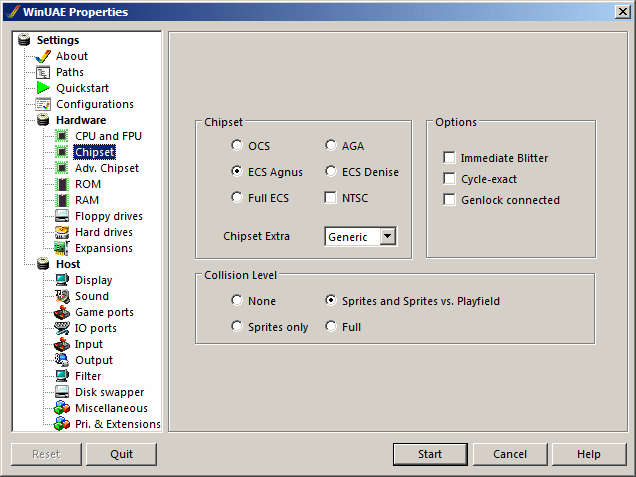 WinUAE Properties
Settings
About
Paths
Quickstart
Configurations
Hardware
CPU and FPU
Chipset
Adv. Chipset
ROM
RAM
Floppy drives
Hard drives
Expansions
Host
Display
Sound
Game ports
IO ports
Input
Output
Filter
Disk swapper
Miscellaneous
Pri. & Extensions
Chipset
OCS AGA
ECS Agnus ECS Denise
Full ECS NTSC
Chipset Extra Generic
Options
Immediate Blitter
Cycle-exact
Genlock connected
Collision Level
None Sprites and Sprites vs. Playfield
Sprites only Full
Reset Quit Start Cancel Help